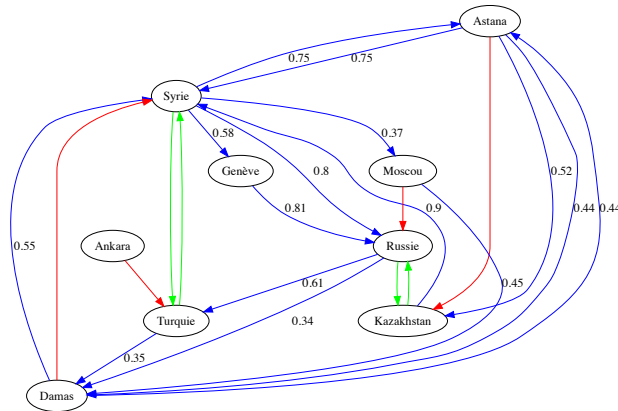 Astana
0.75
0.75
Syrie
0.58
0.37
Genève
Moscou
0.8
0.52
0.81
0.9
0.44
0.44
Ankara
Russie
0.55
0.61
0.45
Turquie
0.34
Kazakhstan
0.35
Damas